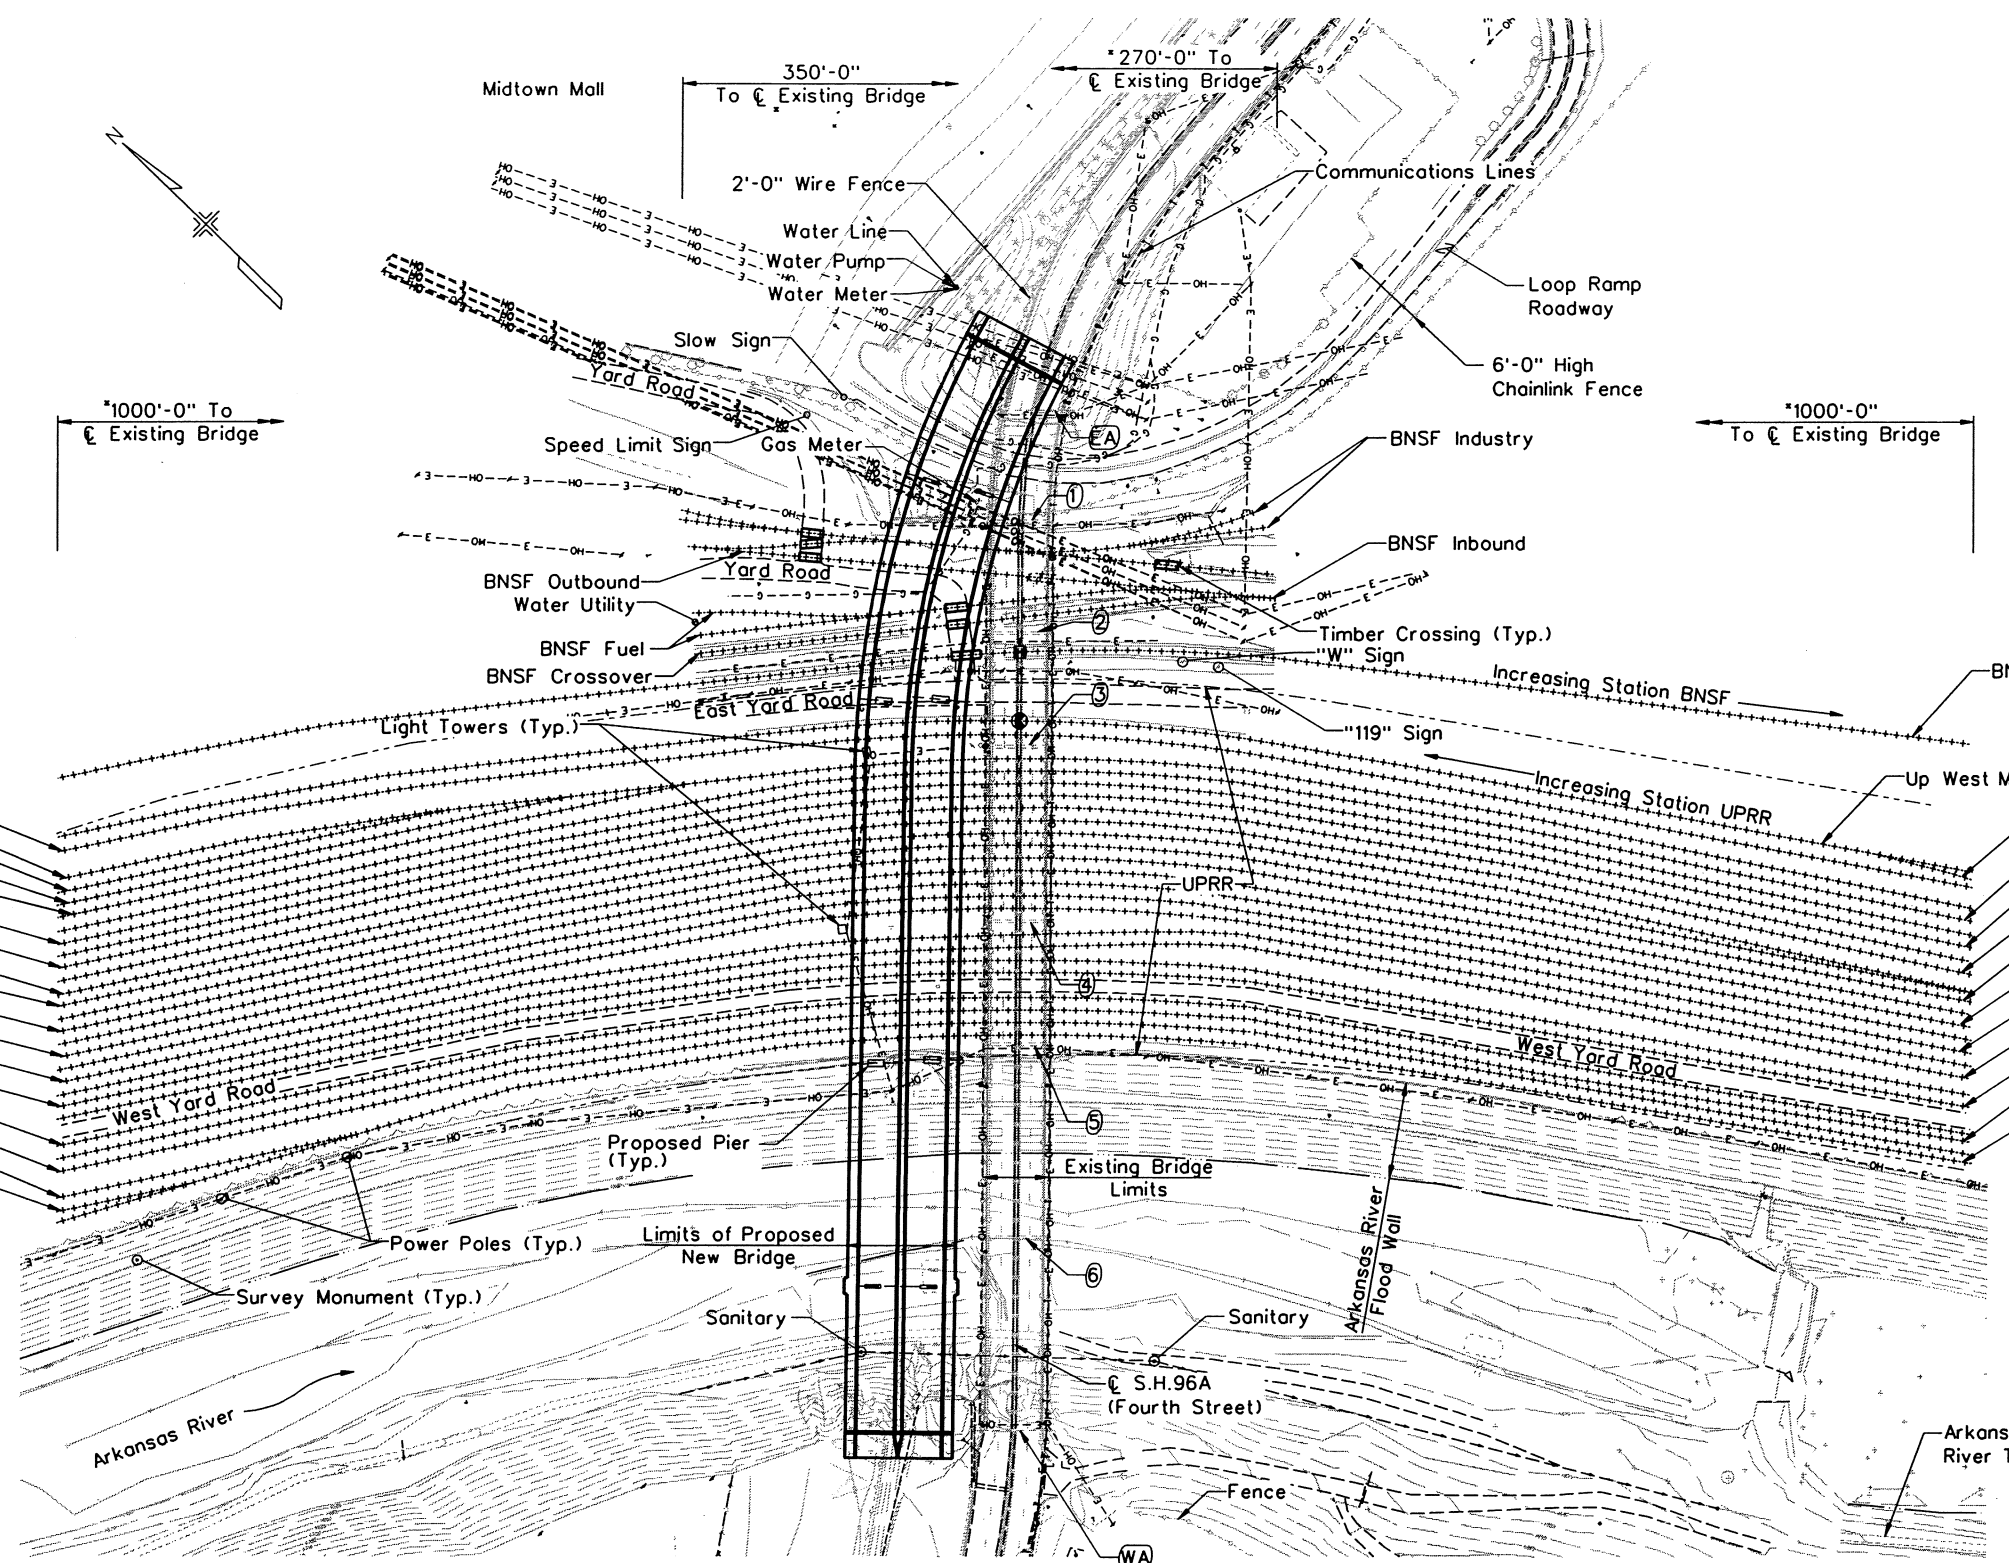 Midtown Mall
350'-0"
To ℄ Existing Bridge
*270'-0" To
℄ Existing Bridge
N
2'-0" Wire Fence
Communications Lines
Water Line
Water Pump
Water Meter
Loop Ramp
Roadway
Slow Sign
Yard Road
6'-0" High
Chainlink Fence
*1000'-0" To
℄ Existing Bridge
*1000'-0"
To ℄ Existing Bridge
Speed Limit Sign
Gas Meter
EA
BNSF Industry
1
BNSF Inbound
Yard Road
BNSF Outbound
Water Utility
2
Timber Crossing (Typ.)
BNSF Fuel
"W" Sign
BNSF Crossover
Increasing Station BNSF
East Yard Road
3
Light Towers (Typ.)
"119" Sign
Increasing Station UPRR
Up West M
UPRR
4
West Yard Road
West Yard Road
5
Proposed Pier
(Typ.)
Existing Bridge
Limits
Arkansas River
Flood Wall
Power Poles (Typ.)
Limits of Proposed
New Bridge
6
Survey Monument (Typ.)
Sanitary
Sanitary
℄ S.H.96A
(Fourth Street)
Arkansas River
Arkans
River T
Fence
WA